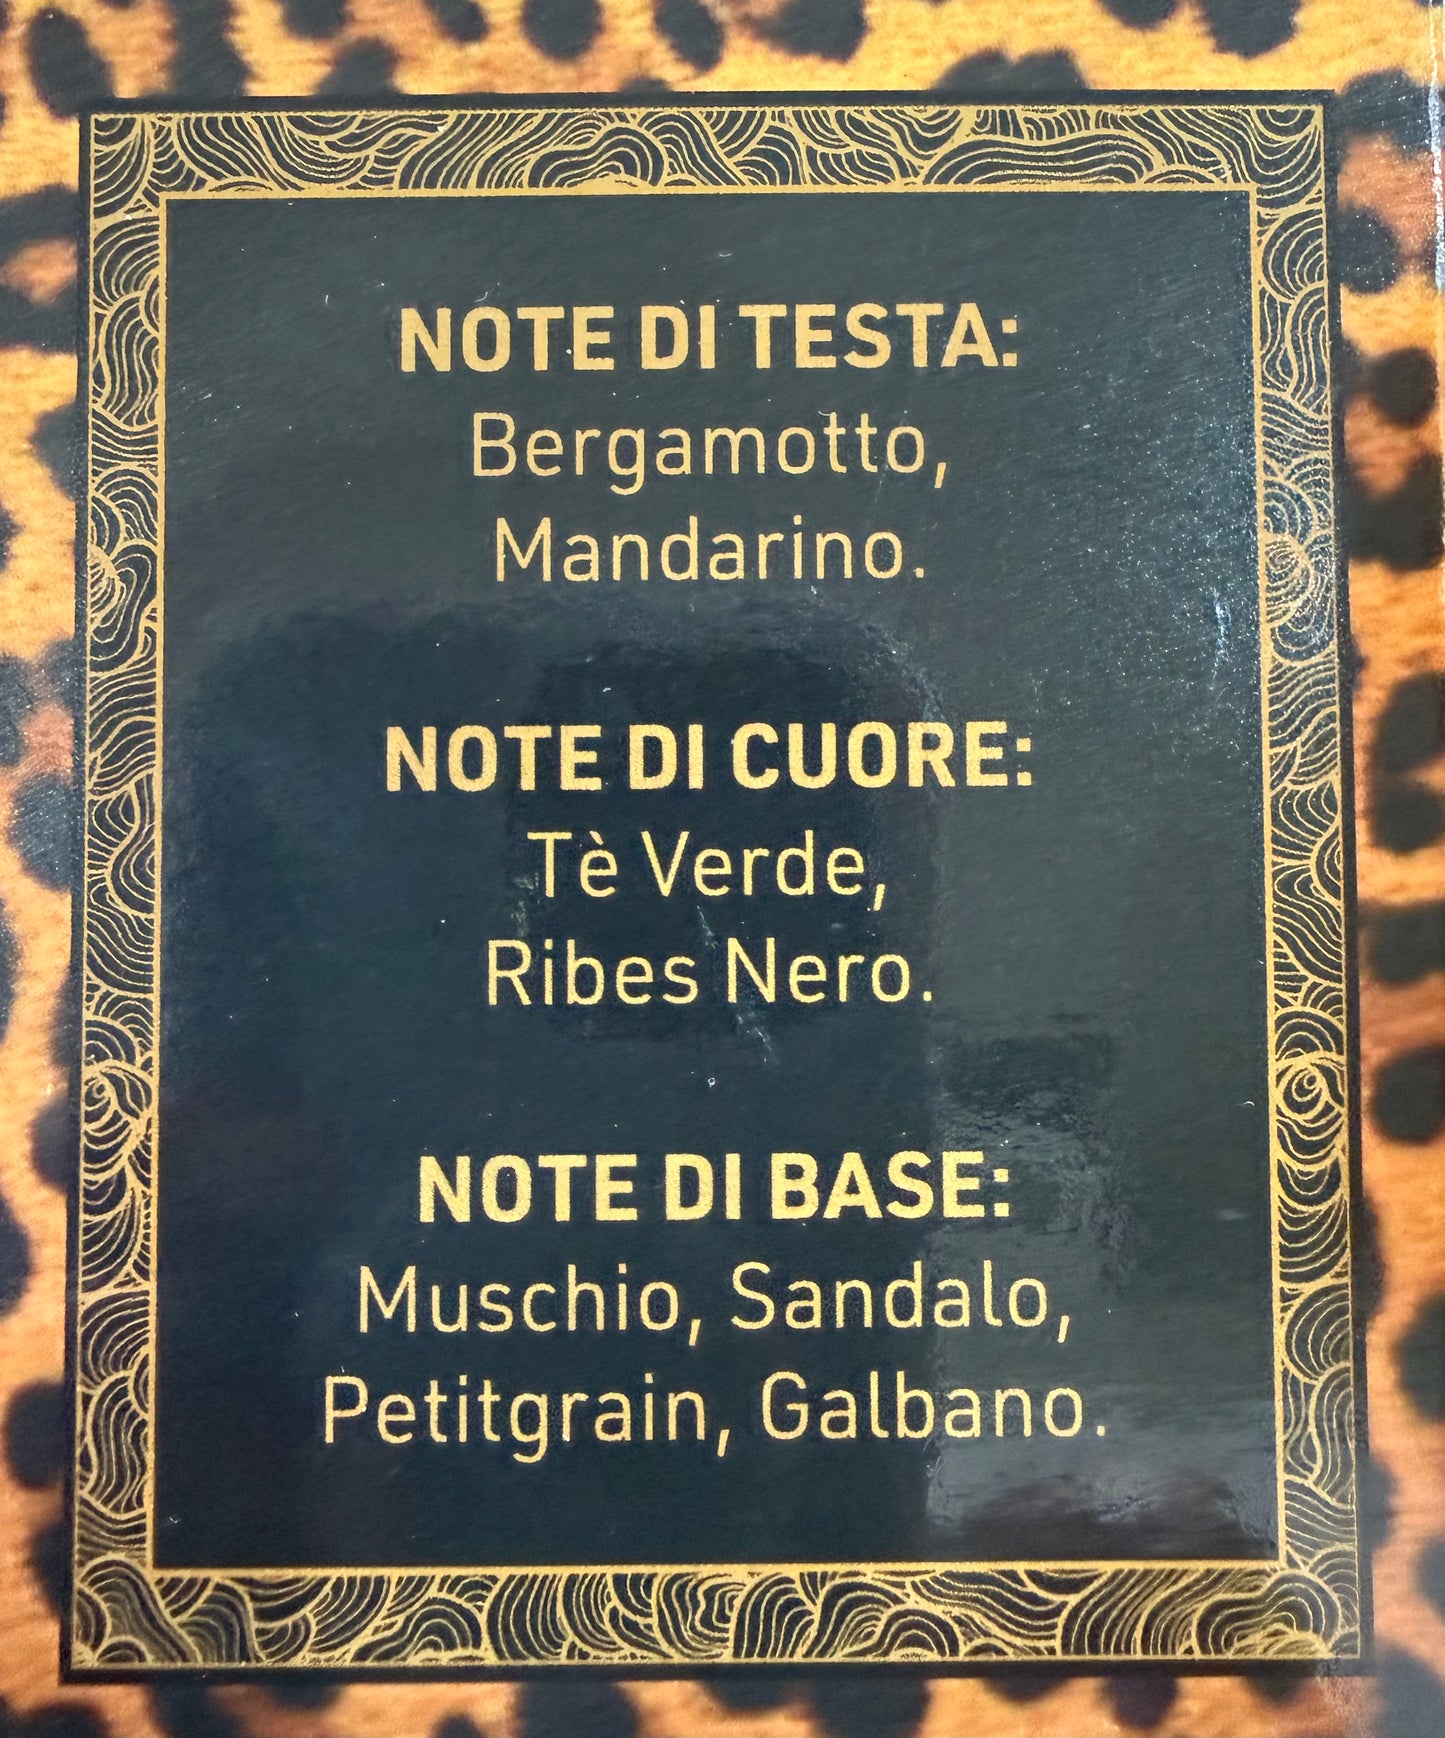 NOTE DI TESTA:
Bergamotto,
Mandarino.
NOTE DI CUORE:
Tè Verde,
Ribes Nero.
NOTE DI BASE:
Muschio, Sandalo,
Petitgrain, Galbano.